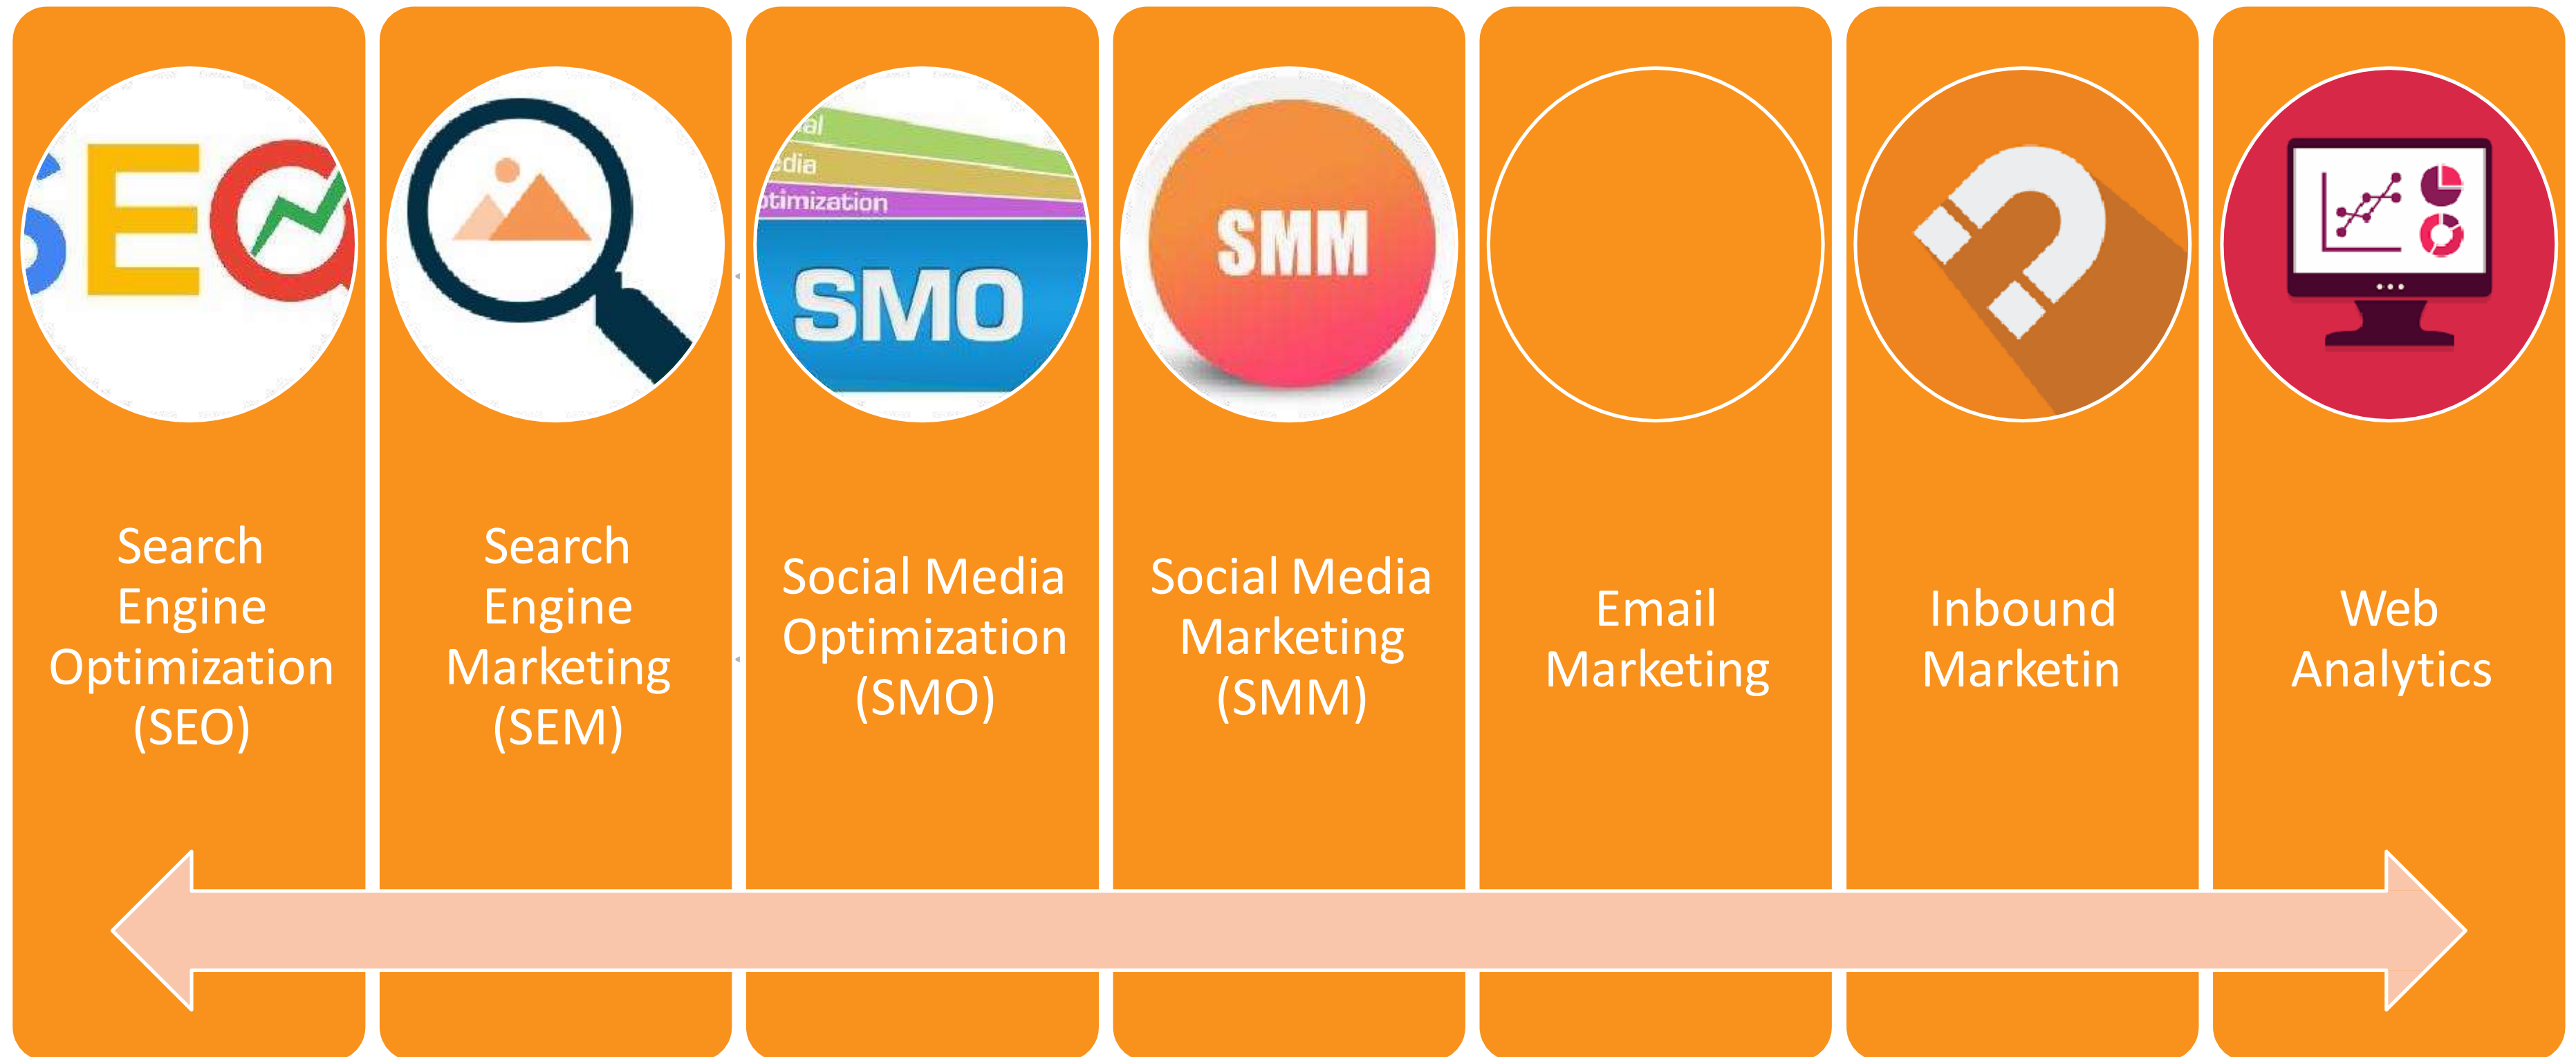 SEO
al
edia
otimization
SMO
SMM
Search
Engine
Optimization
(SEO)
Search
Engine
Marketing
(SEM)
Social Media
Optimization
(SMO)
Social Media
Marketing
(SMM)
Email
Marketing
Inbound
Marketin
Web
Analytics